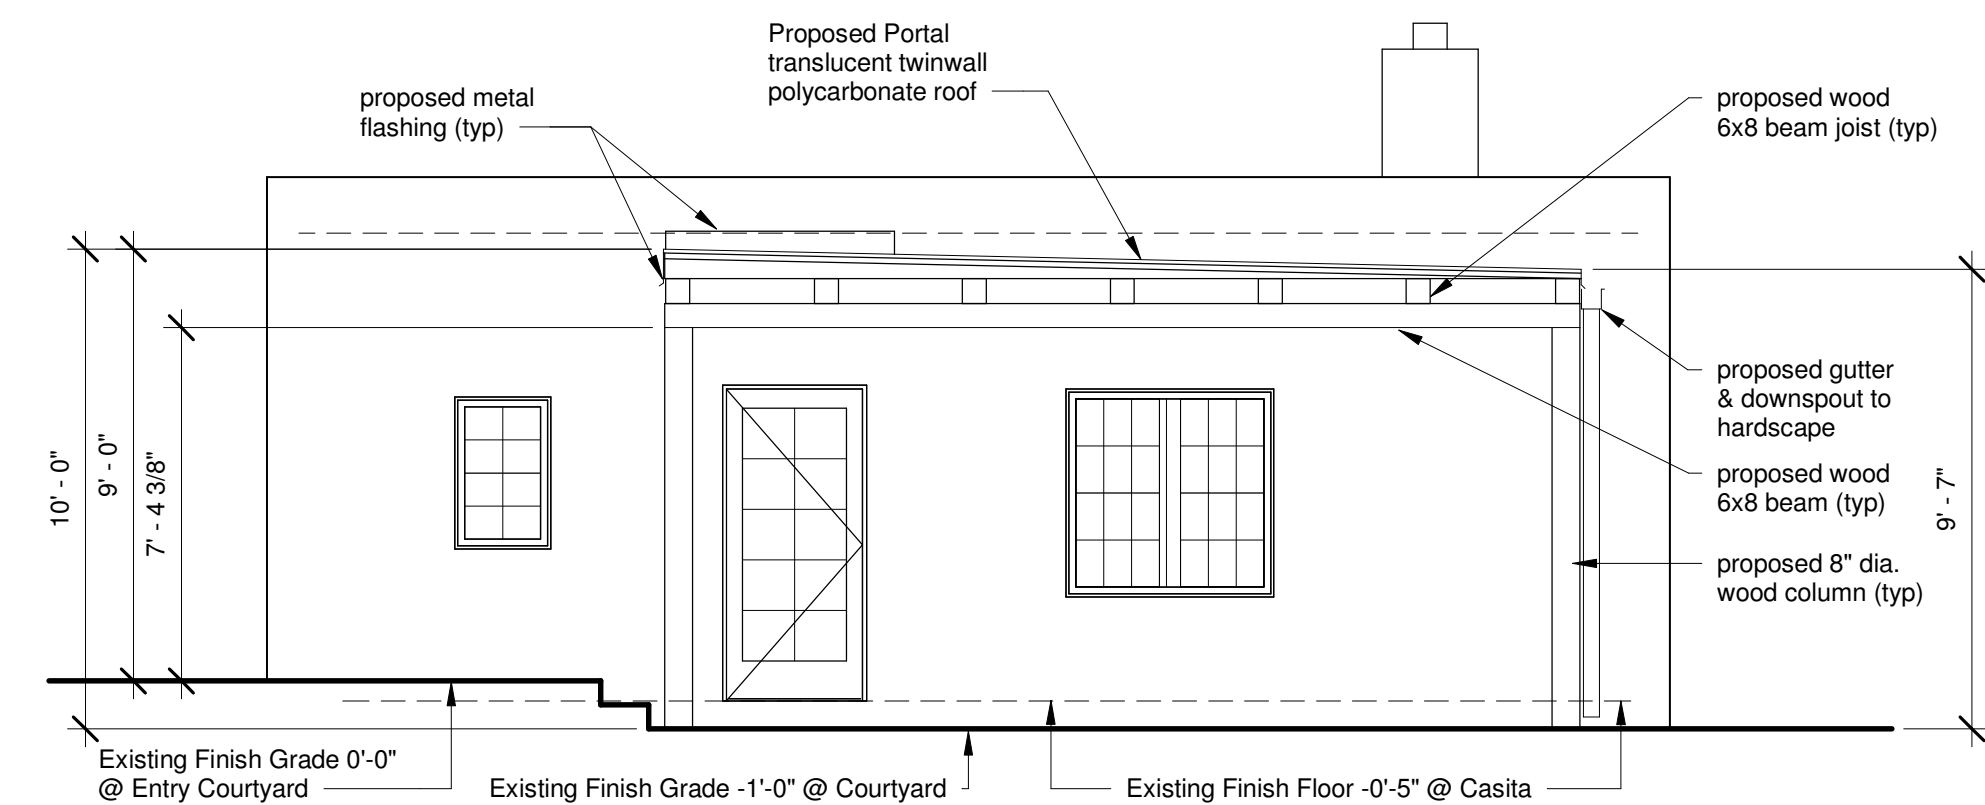 Proposed Portal
translucent twinwall
polycarbonate roof
proposed metal
flashing (typ)
proposed wood
6x8 beam joist (typ)
proposed gutter
& downspout to
hardscape
proposed wood
6x8 beam (typ)
proposed 8" dia.
wood column (typ)
10' - 0"
9' - 0"
7' - 4 3/8"
9' - 7"
Existing Finish Grade 0'-0"
@ Entry Courtyard
Existing Finish Grade -1'-0" @ Courtyard
Existing Finish Floor -0'-5" @ Casita